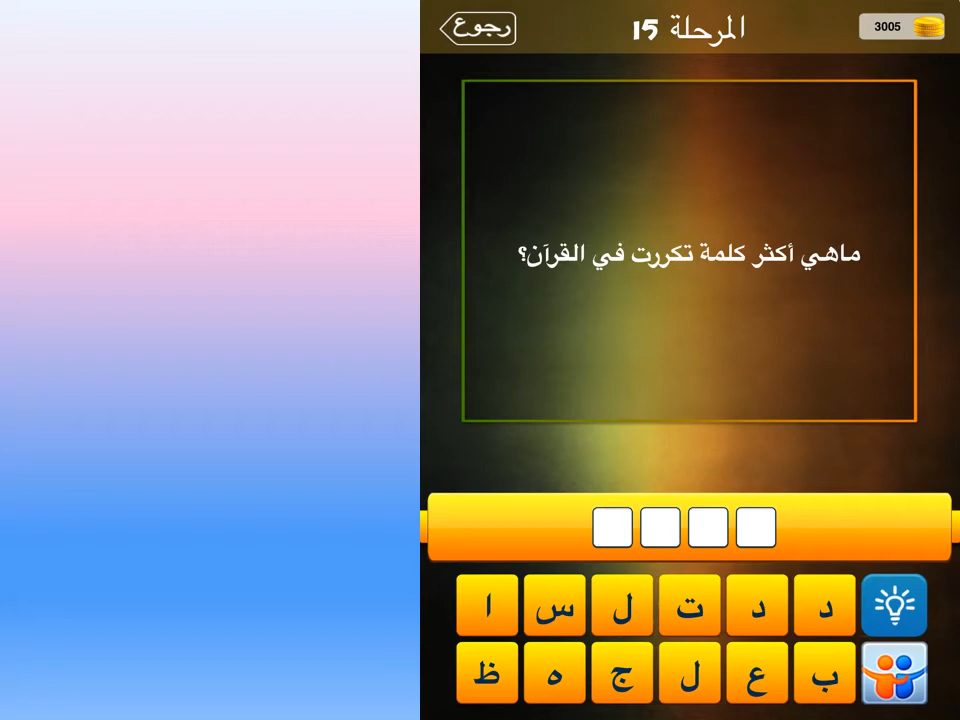 رجوع
المرحلة 15
3005
ماهي أكثر كلمة تكررت في القرآن؟
د د ت ل س ا
ب ع ل ج ه ظ